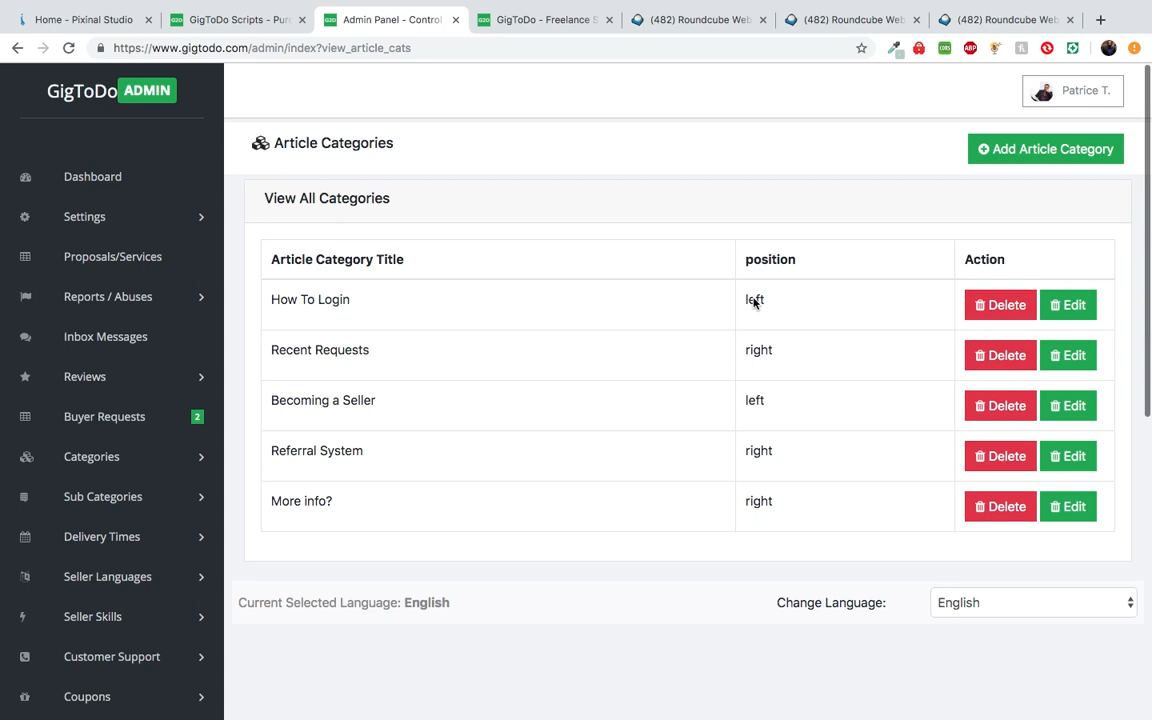 Home - Pixinal Studio
GigToDo Scripts - Pure
Admin Panel - Control
GigToDo - Freelance S
(482) Roundcube Web
(482) Roundcube Web
(482) Roundcube Web
https://www.gigtodo.com/admin/index?view_article_cats
GigToDo ADMIN
Patrice T.
Article Categories
Add Article Category
Dashboard
Settings
Proposals/Services
Reports / Abuses
Inbox Messages
Reviews
Buyer Requests 2
Categories
Sub Categories
Delivery Times
Seller Languages
Seller Skills
Customer Support
Coupons
View All Categories
Article Category Title position Action
How To Login left Delete Edit
Recent Requests right Delete Edit
Becoming a Seller left Delete Edit
Referral System right Delete Edit
More info? right Delete Edit
Current Selected Language: English Change Language: English